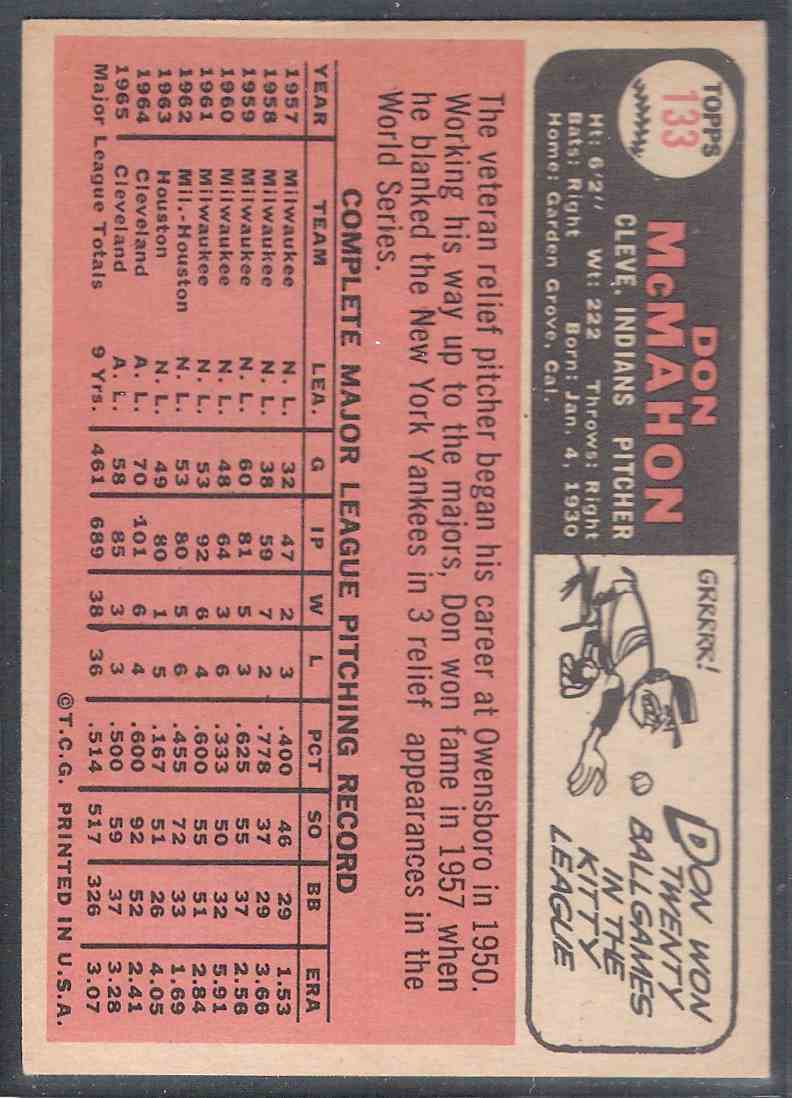 TOPPS
133
DON
McMAHON
CLEVE. INDIANS PITCHER
Ht: 6'2" Wt: 222 Throws: Right
Bats: Right Born: Jan. 4, 1930
Home: Garden Grove, Cal.
GRRRRR!
DON WON
TWENTY
BALLGAMES
IN THE
KITTY
LEAGUE
The veteran relief pitcher began his career at Owensboro in 1950.
Working his way up to the majors, Don won fame in 1957 when
he blanked the New York Yankees in 3 relief appearances in the
World Series.
COMPLETE MAJOR LEAGUE PITCHING RECORD
YEAR TEAM LEA. G IP W L PCT SO BB ERA
1957 Milwaukee N. L. 32 47 2 3 .400 46 29 1.53
1958 Milwaukee N. L. 38 59 7 2 .778 37 29 3.66
1959 Milwaukee N. L. 60 81 5 3 .625 55 37 2.56
1960 Milwaukee N. L. 48 64 3 6 .333 50 32 5.91
1961 Milwaukee N. L. 53 92 6 4 .600 55 51 2.84
1962 Mil.-Houston N. L. 53 80 5 6 .455 72 33 1.69
1963 Houston N. L. 49 80 1 5 .167 51 26 4.05
1964 Cleveland A. L. 70 101 6 4 .600 92 52 2.41
1965 Cleveland A. L. 58 85 3 3 .500 59 37 3.28
Major League Totals 9 Yrs. 461 689 38 36 .514 517 326 3.07
©T.C.G. PRINTED IN U.S.A.